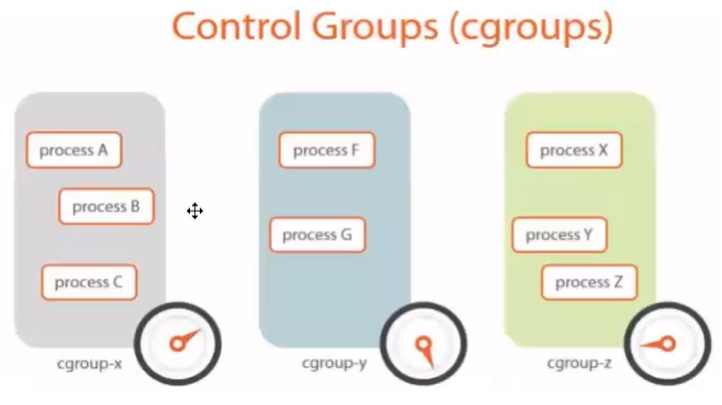 Control Groups (cgroups)
process A
process B
process C
cgroup-x
process F
process G
cgroup-y
process X
process Y
process Z
cgroup-z